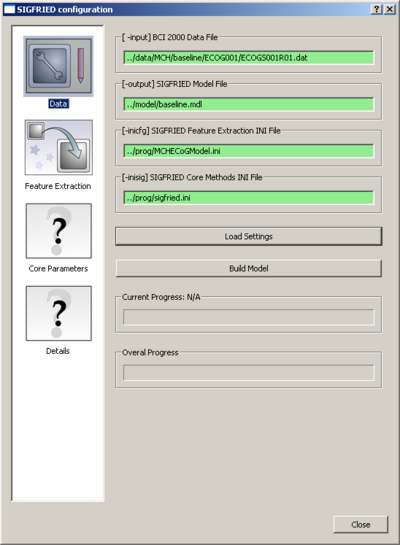 SIGFRIED configuration
Data
Feature Extraction
Core Parameters
Details
[ -input] BCI 2000 Data File
../data/MCH/baseline/ECOG001/ECOGS001R01.dat
[-output] SIGFRIED Model File
../model/baseline.mdl
[-inicfg] SIGFRIED Feature Extraction INI File
../prog/MCHECoGModel.ini
[-inisig] SIGFRIED Core Methods INI File
../prog/sigfried.ini
Load Settings
Build Model
Current Progress: N/A
Overal Progress
Close